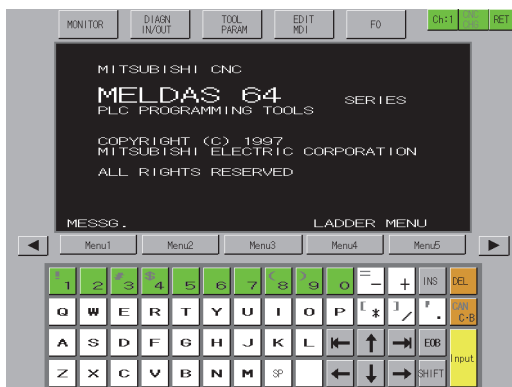 MONITOR
DIAGN IN/OUT
TOOL PARAM
EDIT MDI
F0
Ch:1
CNC CHG
RET
MITSUBISHI CNC
MELDAS 64 SERIES
PLC PROGRAMMING TOOLS
COPYRIGHT (C) 1997
MITSUBISHI ELECTRIC CORPORATION
ALL RIGHTS RESERVED
MESSG. LADDER MENU
Menu1 Menu2 Menu3 Menu4 Menu5
! 1 2 # 3 $ 4 5 6 7 ( 8 ) 9 0 = - + INS DEL
Q W E R T Y U I O P [ * ] / ' . CAN C-B
A S D F G H J K L EOB Input
Z X C V B N M SP SHIFT